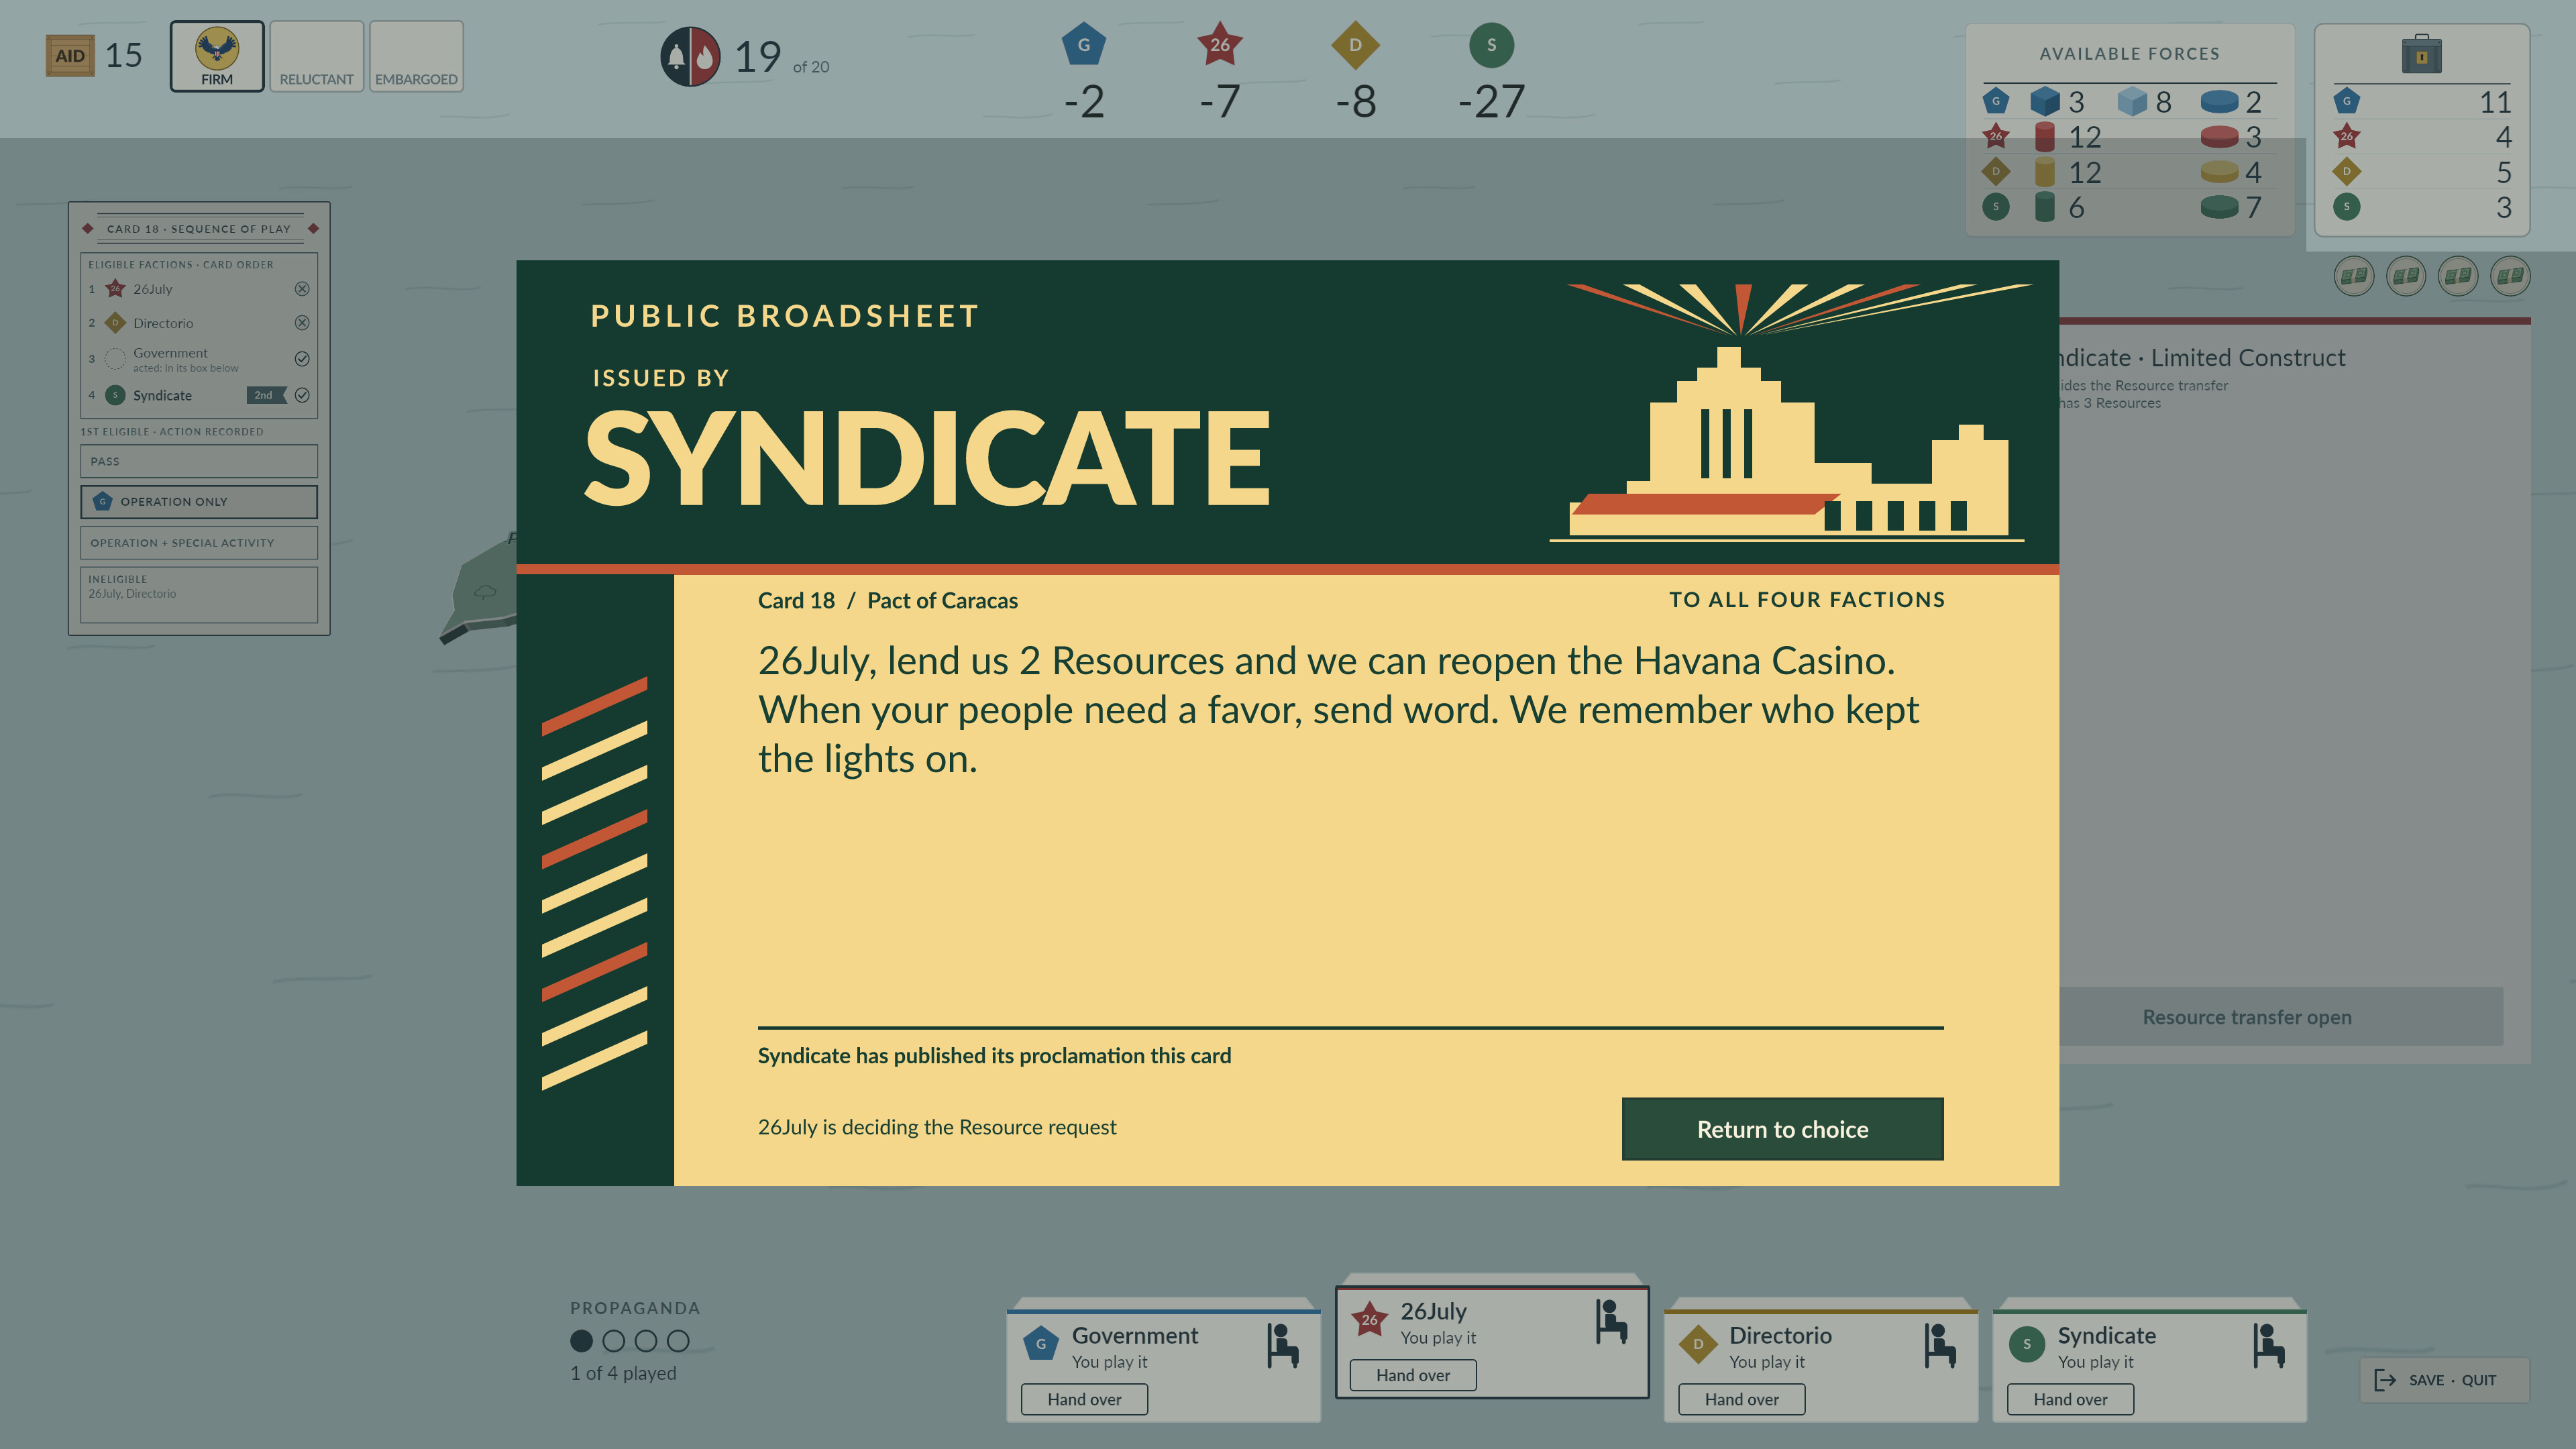 AID 15
FIRM
RELUCTANT
EMBARGOED
19 of 20
G 26 D S
-2 -7 -8 -27
AVAILABLE FORCES
G 3 8 2
26 12 3
D 12 4
S 6 7
G 11
26 4
D 5
S 3
CARD 18 · SEQUENCE OF PLAY
ELIGIBLE FACTIONS · CARD ORDER
1 26 26July
2 D Directorio
3 Government
acted: in its box below
4 S Syndicate 2nd
1ST ELIGIBLE · ACTION RECORDED
PASS
G OPERATION ONLY
OPERATION + SPECIAL ACTIVITY
INELIGIBLE
26July, Directorio
PUBLIC BROADSHEET
ISSUED BY
SYNDICATE
Card 18 / Pact of Caracas
TO ALL FOUR FACTIONS
26July, lend us 2 Resources and we can reopen the Havana Casino.
When your people need a favor, send word. We remember who kept
the lights on.
Syndicate has published its proclamation this card
26July is deciding the Resource request
Return to choice
· Limited Construct
the Resource transfer
has 3 Resources
Resource transfer open
PROPAGANDA
1 of 4 played
G Government
You play it
Hand over
26 26July
You play it
Hand over
D Directorio
You play it
Hand over
S Syndicate
You play it
Hand over
SAVE · QUIT